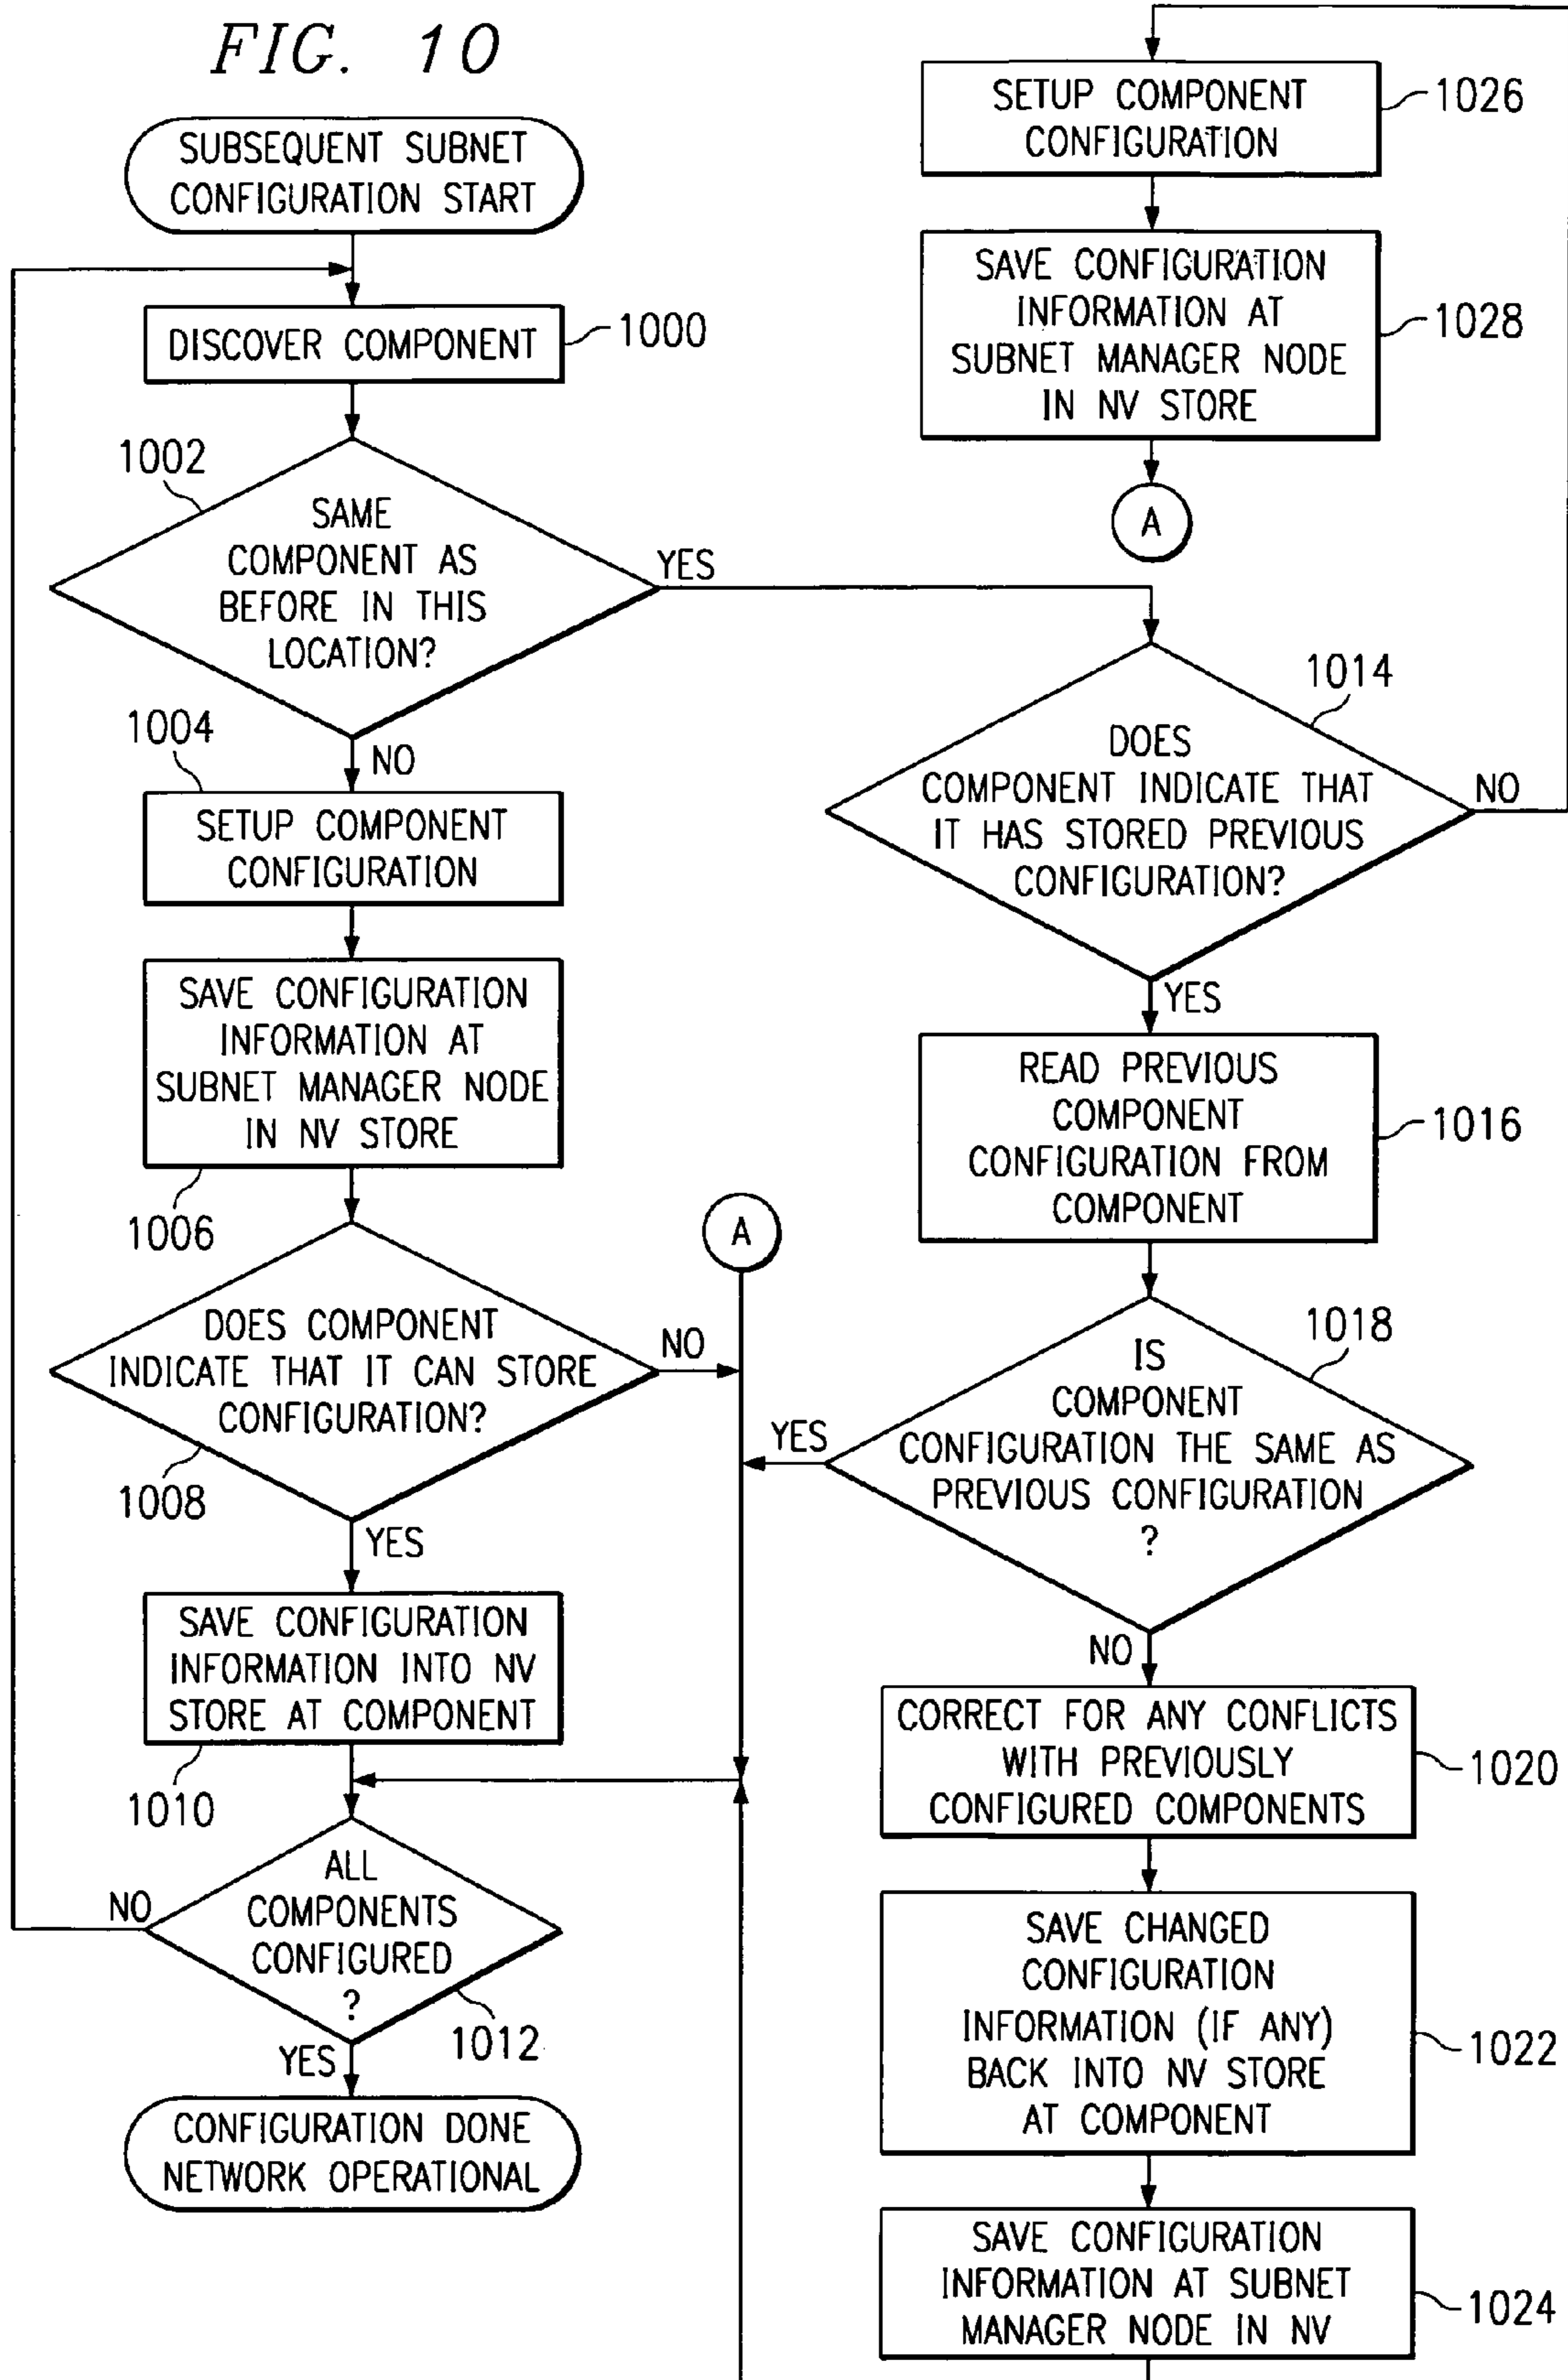 FIG. 10
SUBSEQUENT SUBNET
CONFIGURATION START
DISCOVER COMPONENT
1000
1002
SAME
COMPONENT AS
BEFORE IN THIS
LOCATION?
YES
NO
1004
SETUP COMPONENT
CONFIGURATION
SAVE CONFIGURATION
INFORMATION AT
SUBNET MANAGER NODE
IN NV STORE
1006
DOES COMPONENT
INDICATE THAT IT CAN STORE
CONFIGURATION?
NO
1008
YES
SAVE CONFIGURATION
INFORMATION INTO NV
STORE AT COMPONENT
1010
ALL
COMPONENTS
CONFIGURED
?
NO
1012
YES
CONFIGURATION DONE
NETWORK OPERATIONAL
A
SETUP COMPONENT
CONFIGURATION
1026
SAVE CONFIGURATION
INFORMATION AT
SUBNET MANAGER NODE
IN NV STORE
1028
A
1014
DOES
COMPONENT INDICATE THAT
IT HAS STORED PREVIOUS
CONFIGURATION?
NO
YES
READ PREVIOUS
COMPONENT
CONFIGURATION FROM
COMPONENT
1016
1018
IS
COMPONENT
CONFIGURATION THE SAME AS
PREVIOUS CONFIGURATION
?
YES
NO
CORRECT FOR ANY CONFLICTS
WITH PREVIOUSLY
CONFIGURED COMPONENTS
1020
SAVE CHANGED
CONFIGURATION
INFORMATION (IF ANY)
BACK INTO NV STORE
AT COMPONENT
1022
SAVE CONFIGURATION
INFORMATION AT SUBNET
MANAGER NODE IN NV
1024